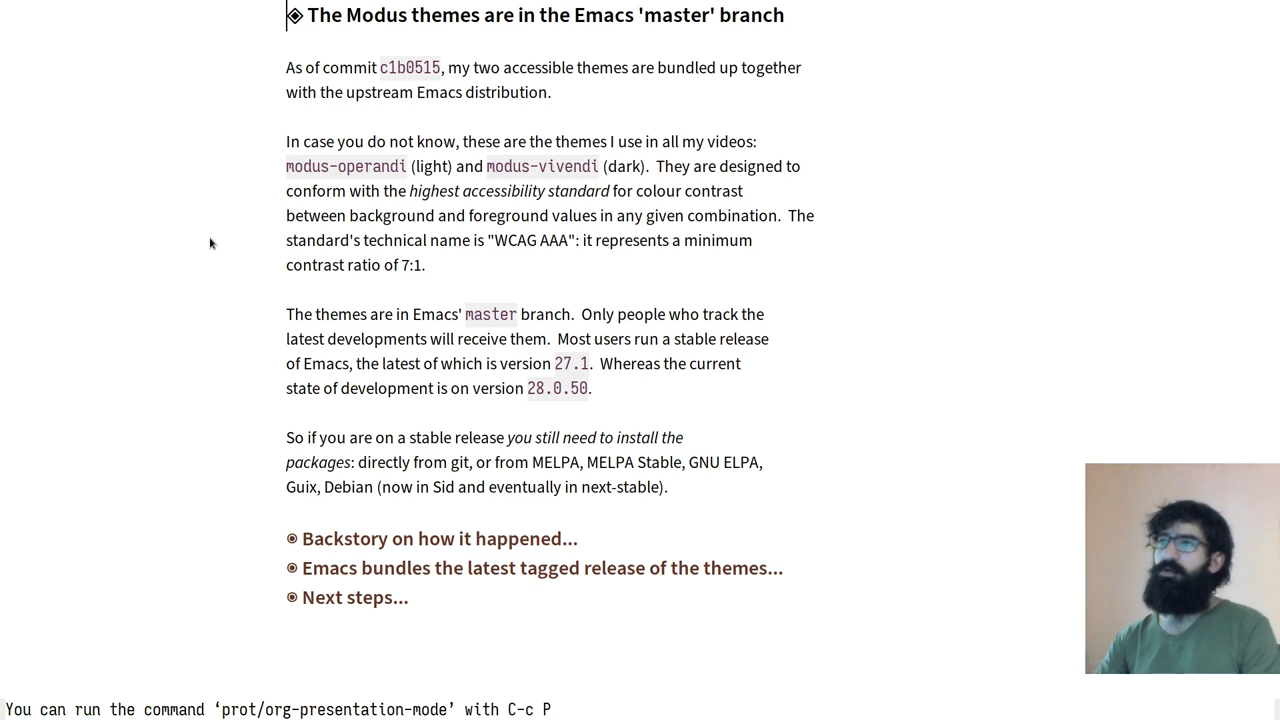 ◈ The Modus themes are in the Emacs 'master' branch
As of commit c1b0515, my two accessible themes are bundled up together
with the upstream Emacs distribution.
In case you do not know, these are the themes I use in all my videos:
modus-operandi (light) and modus-vivendi (dark).  They are designed to
conform with the highest accessibility standard for colour contrast
between background and foreground values in any given combination.  The
standard's technical name is "WCAG AAA": it represents a minimum
contrast ratio of 7:1.
The themes are in Emacs' master branch.  Only people who track the
latest developments will receive them.  Most users run a stable release
of Emacs, the latest of which is version 27.1.  Whereas the current
state of development is on version 28.0.50.
So if you are on a stable release you still need to install the
packages: directly from git, or from MELPA, MELPA Stable, GNU ELPA,
Guix, Debian (now in Sid and eventually in next-stable).
◉ Backstory on how it happened...
◉ Emacs bundles the latest tagged release of the themes...
◉ Next steps...
You can run the command ‘prot/org-presentation-mode’ with C-c P